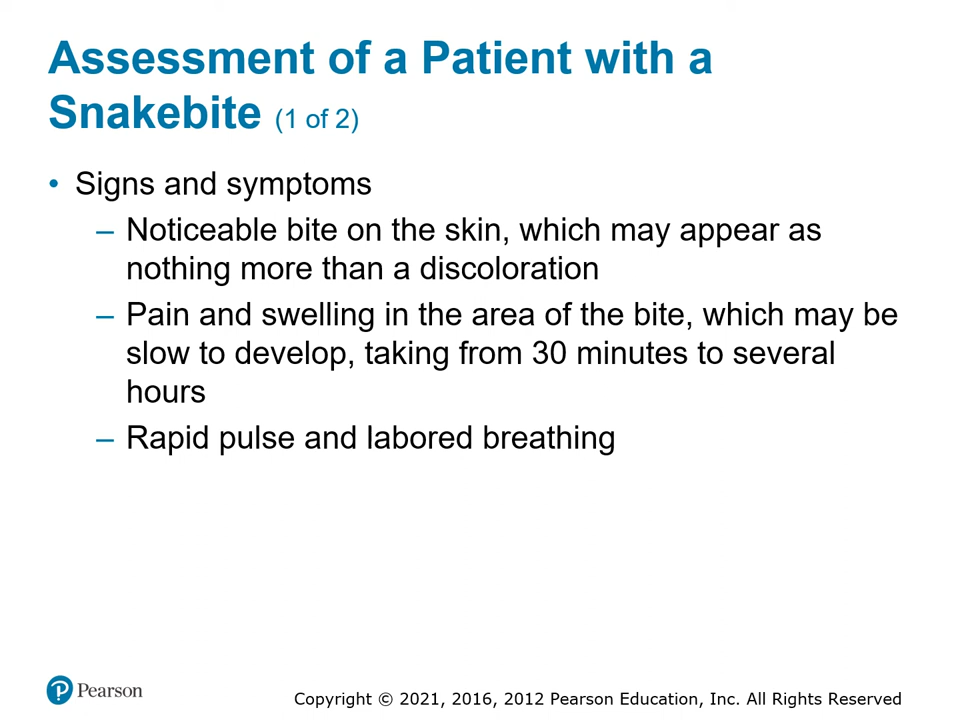 Assessment of a Patient with a
Snakebite (1 of 2)
• Signs and symptoms
– Noticeable bite on the skin, which may appear as
nothing more than a discoloration
– Pain and swelling in the area of the bite, which may be
slow to develop, taking from 30 minutes to several
hours
– Rapid pulse and labored breathing
Pearson
Copyright © 2021, 2016, 2012 Pearson Education, Inc. All Rights Reserved